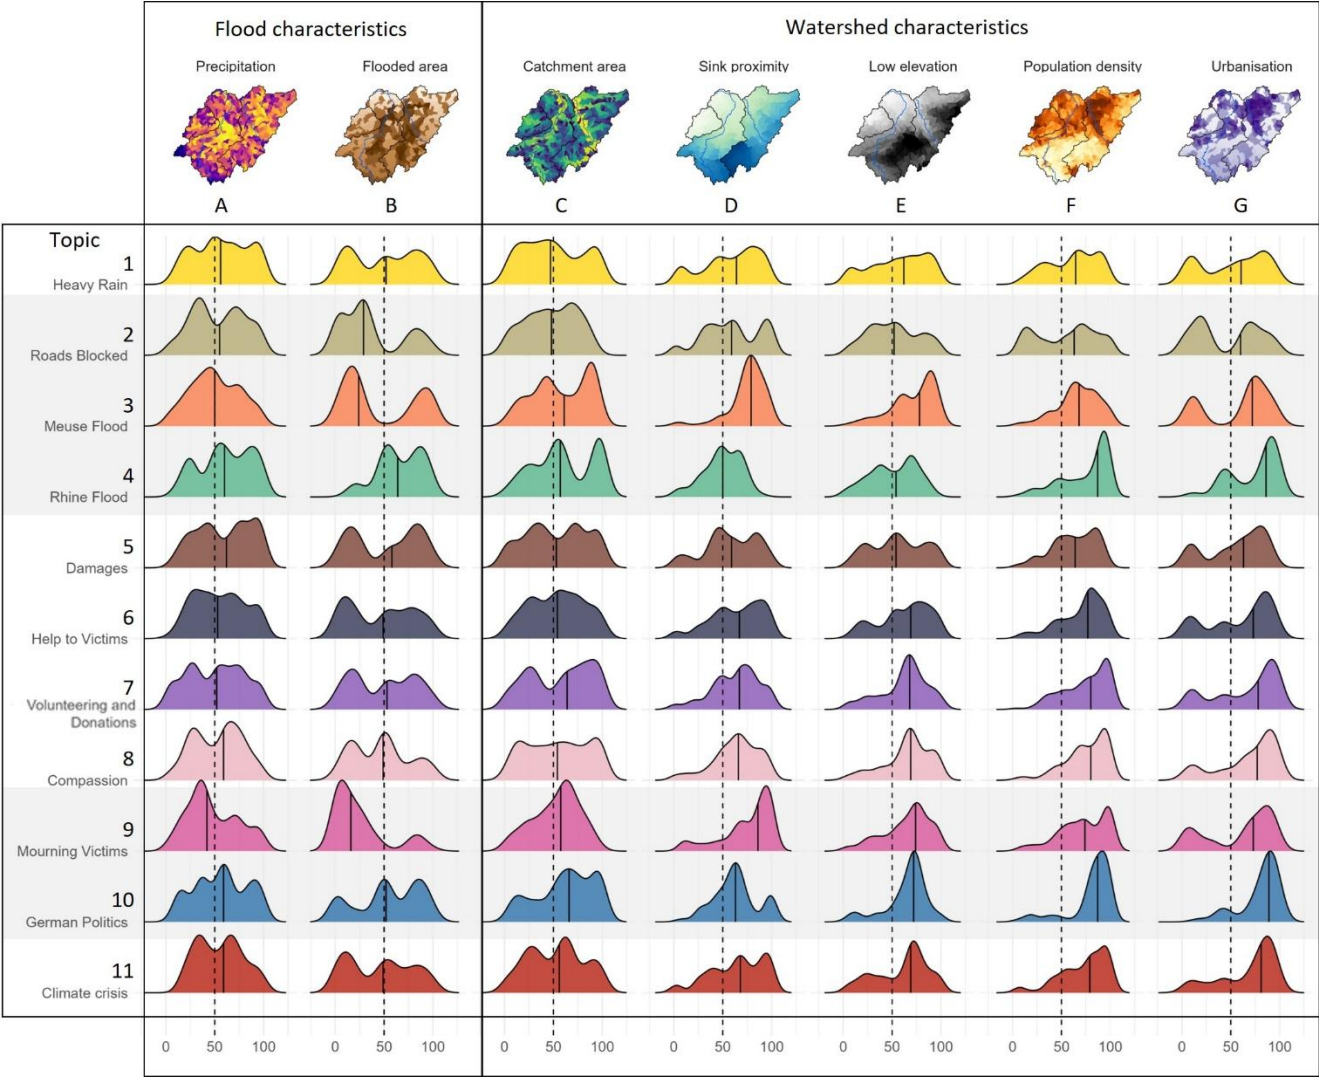 Flood characteristics
Watershed characteristics
Precipitation
Flooded area
Catchment area
Sink proximity
Low elevation
Population density
Urbanisation
A
B
C
D
E
F
G
Topic
1
Heavy Rain
2
Roads Blocked
3
Meuse Flood
4
Rhine Flood
5
Damages
6
Help to Victims
7
Volunteering and
Donations
8
Compassion
9
Mourning Victims
10
German Politics
11
Climate crisis
0 50 100 0 50 100 0 50 100 0 50 100 0 50 100 0 50 100 0 50 100